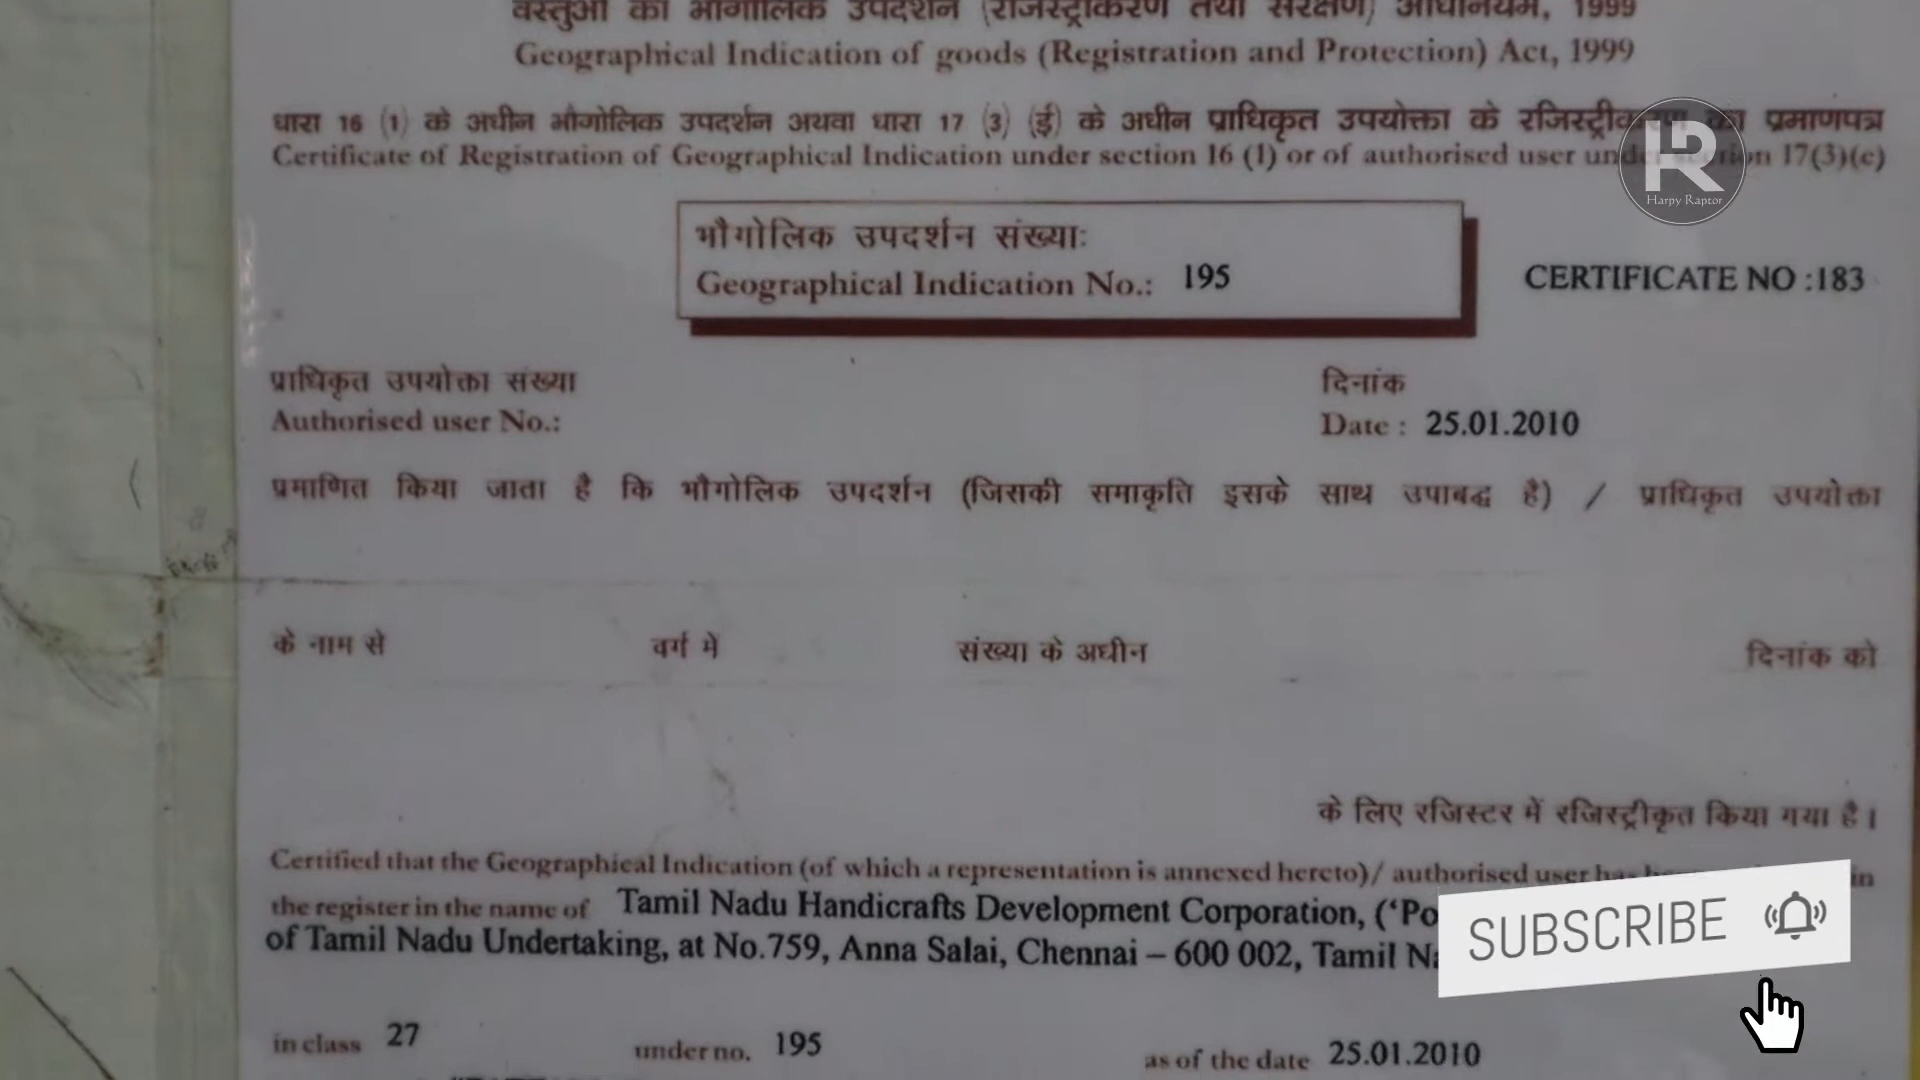 वस्तुओं का भौगोलिक उपदर्शन (राजिस्ट्रीकरण तथा संरक्षण) अधिनियम, 1999
Geographical Indication of goods (Registration and Protection) Act, 1999
धारा 16 (1) के अधीन भौगोलिक उपदर्शन अथवा धारा 17 (3) (ई) के अधीन प्राधिकृत उपयोक्ता के रजिस्ट्रीकरण का प्रमाणपत्र
Certificate of Registration of Geographical Indication under section 16 (1) or of authorised user under section 17(3)(e)
HR
Harpy Raptor
भौगोलिक उपदर्शन संख्याः
Geographical Indication No.: 195
CERTIFICATE NO :183
प्राधिकृत उपयोक्ता संख्या
दिनांक
Authorised user No.:
Date : 25.01.2010
प्रमाणित किया जाता है कि भौगोलिक उपदर्शन (जिसकी समाकृति इसके साथ उपाबद्ध है) / प्राधिकृत उपयोक्ता
के नाम से वर्ग मे संख्या के अधीन दिनांक को
के लिए रजिस्टर में रजिस्ट्रीकृत किया गया है।
Certified that the Geographical Indication (of which a representation is annexed hereto)/ authorised user has in
the register in the name of Tamil Nadu Handicrafts Development Corporation, ('Po
of Tamil Nadu Undertaking, at No.759, Anna Salai, Chennai – 600 002, Tamil
SUBSCRIBE
in class 27 under no. 195 as of the date 25.01.2010